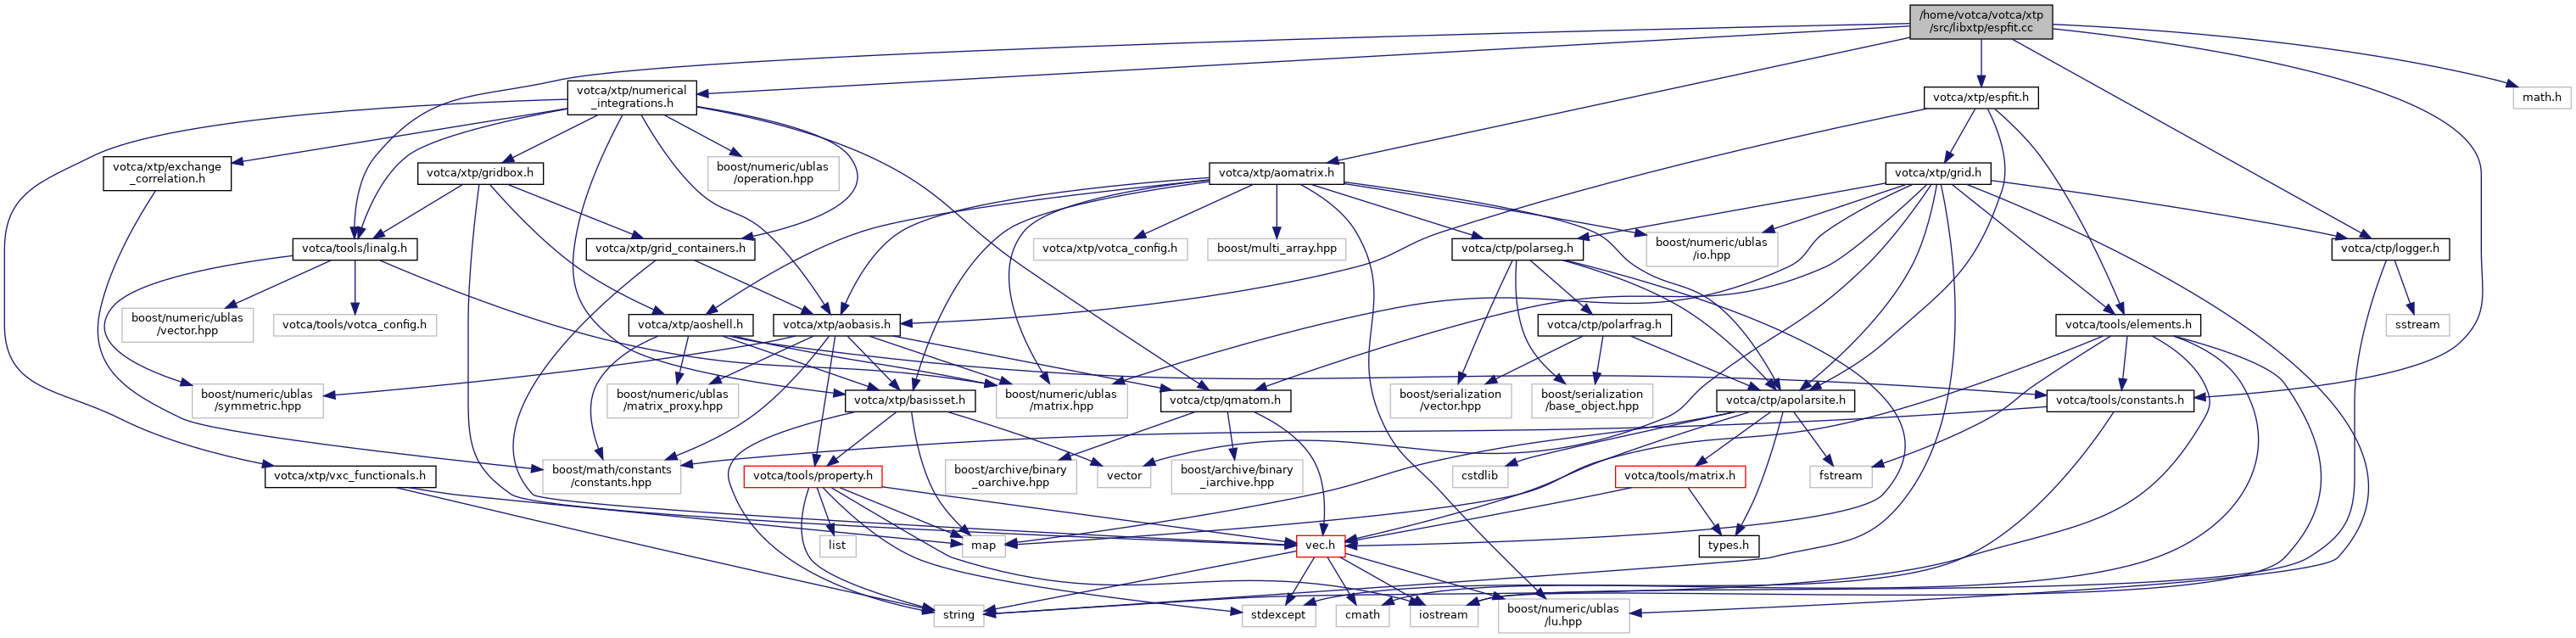 /home/votca/votca/xtp
/src/libxtp/espfit.cc
votca/xtp/numerical
_integrations.h
votca/xtp/espfit.h
math.h
votca/xtp/exchange
_correlation.h
votca/xtp/gridbox.h
boost/numeric/ublas
/operation.hpp
votca/xtp/aomatrix.h
votca/xtp/grid.h
votca/tools/linalg.h
votca/xtp/grid_containers.h
votca/xtp/votca_config.h
boost/multi_array.hpp
votca/ctp/polarseg.h
boost/numeric/ublas
/io.hpp
votca/ctp/logger.h
boost/numeric/ublas
/vector.hpp
votca/tools/votca_config.h
votca/xtp/aoshell.h
votca/xtp/aobasis.h
votca/ctp/polarfrag.h
votca/tools/elements.h
sstream
boost/numeric/ublas
/symmetric.hpp
boost/numeric/ublas
/matrix_proxy.hpp
votca/xtp/basisset.h
boost/numeric/ublas
/matrix.hpp
votca/ctp/qmatom.h
boost/serialization
/vector.hpp
boost/serialization
/base_object.hpp
votca/ctp/apolarsite.h
votca/tools/constants.h
votca/xtp/vxc_functionals.h
boost/math/constants
/constants.hpp
votca/tools/property.h
boost/archive/binary
_oarchive.hpp
vector
boost/archive/binary
_iarchive.hpp
cstdlib
votca/tools/matrix.h
fstream
list
map
vec.h
types.h
string
stdexcept
cmath
iostream
boost/numeric/ublas
/lu.hpp